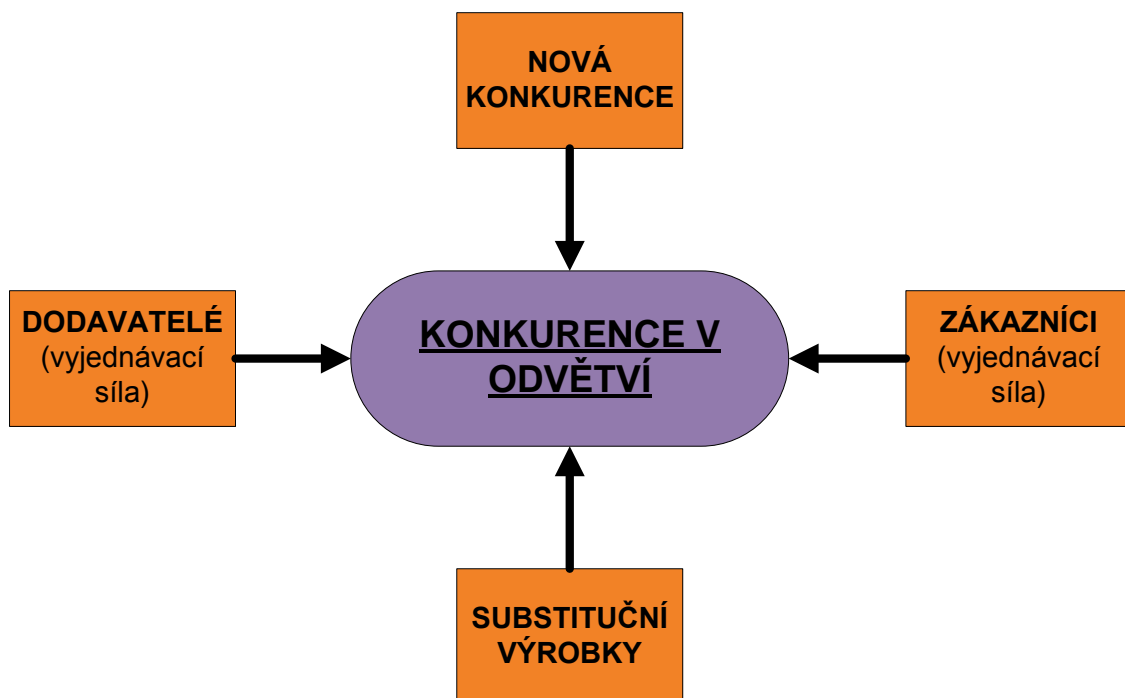 NOVÁ
KONKURENCE
DODAVATELÉ
(vyjednávací
síla)
KONKURENCE V
ODVĚTVÍ
ZÁKAZNÍCI
(vyjednávací
síla)
SUBSTITUČNÍ
VÝROBKY